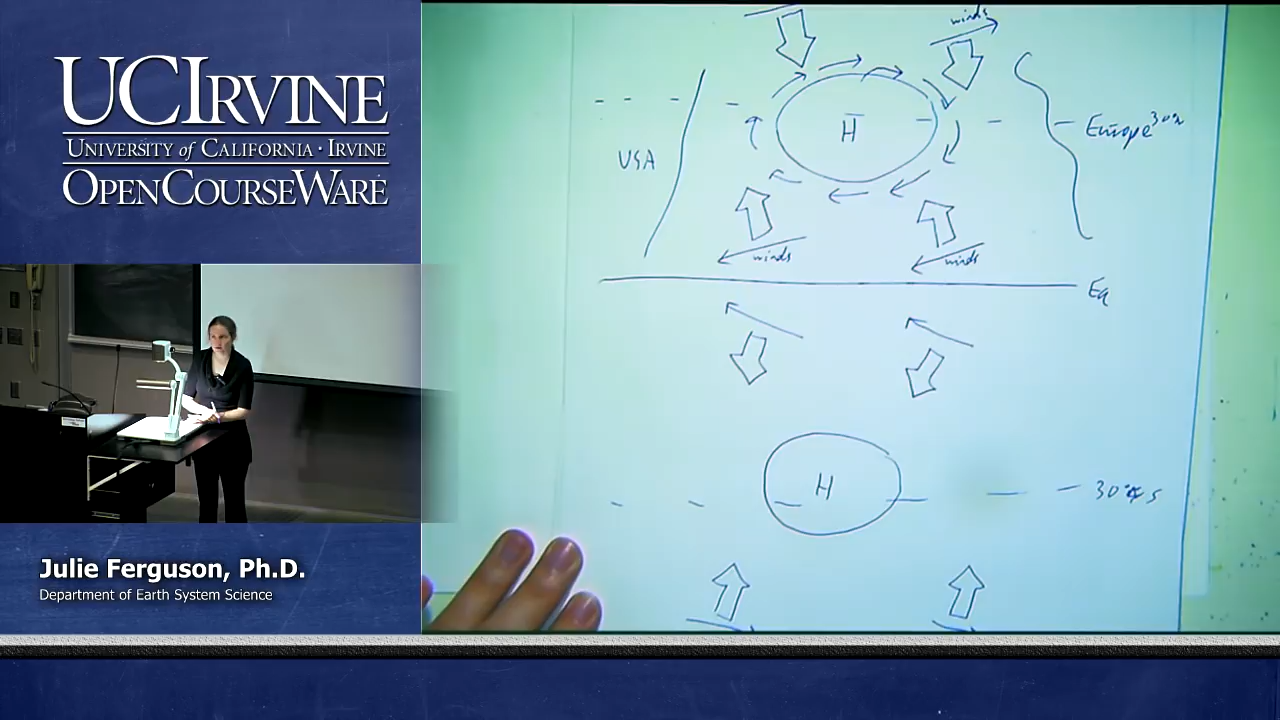 UCIRVINE
UNIVERSITY of CALIFORNIA · IRVINE
OPENCOURSEWARE
Julie Ferguson, Ph.D.
Department of Earth System Science
winds
H
USA
Europe
30°N
winds
winds
Eq
H
30°S